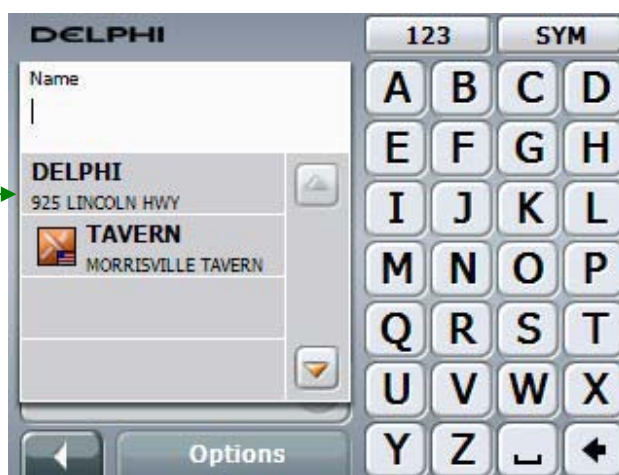 DELPHI
Name
DELPHI
925 LINCOLN HWY
TAVERN
MORRISVILLE TAVERN
Options
123 SYM
A B C D
E F G H
I J K L
M N O P
Q R S T
U V W X
Y Z